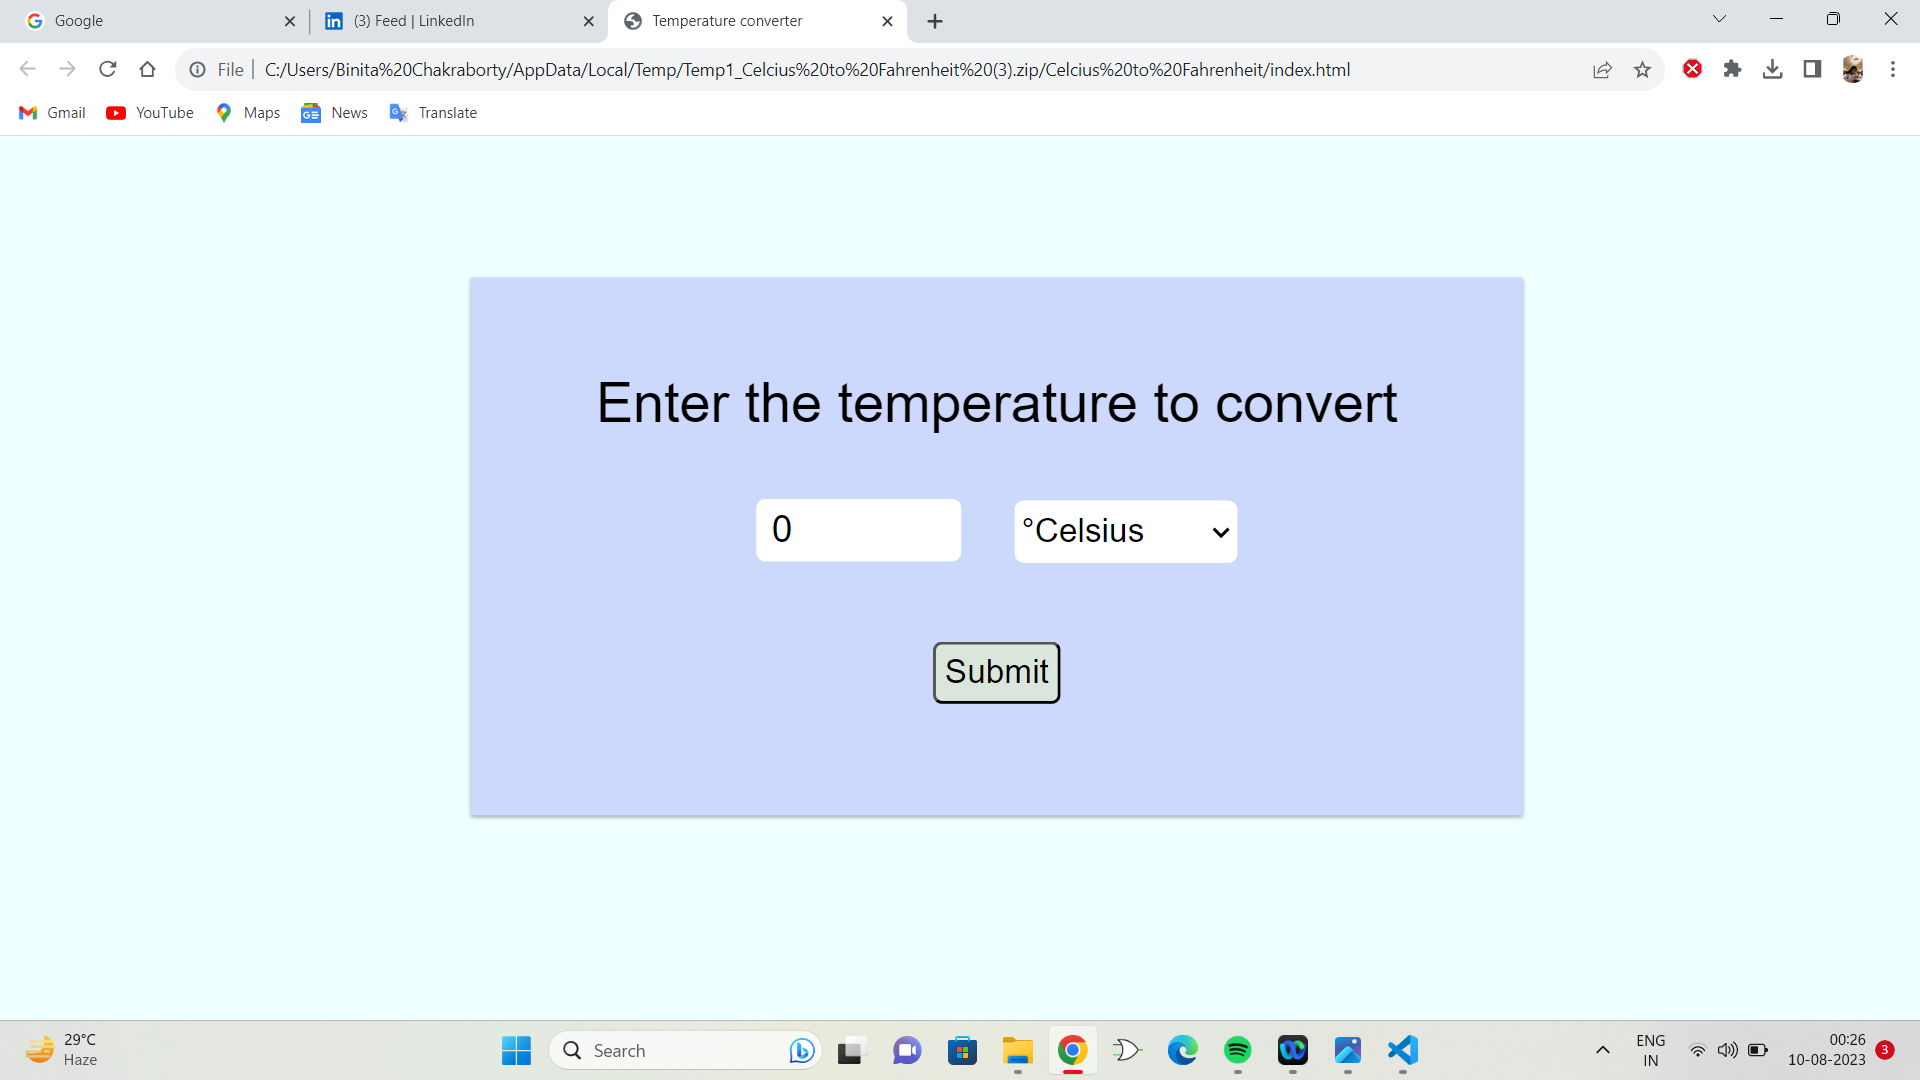 Google
(3) Feed | LinkedIn
Temperature converter
File
C:/Users/Binita%20Chakraborty/AppData/Local/Temp/Temp1_Celcius%20to%20Fahrenheit%20(3).zip/Celcius%20to%20Fahrenheit/index.html
Gmail
YouTube
Maps
News
Translate
Enter the temperature to convert
0
°Celsius
Submit
29°C
Haze
Search
ENG
IN
00:26
10-08-2023
3